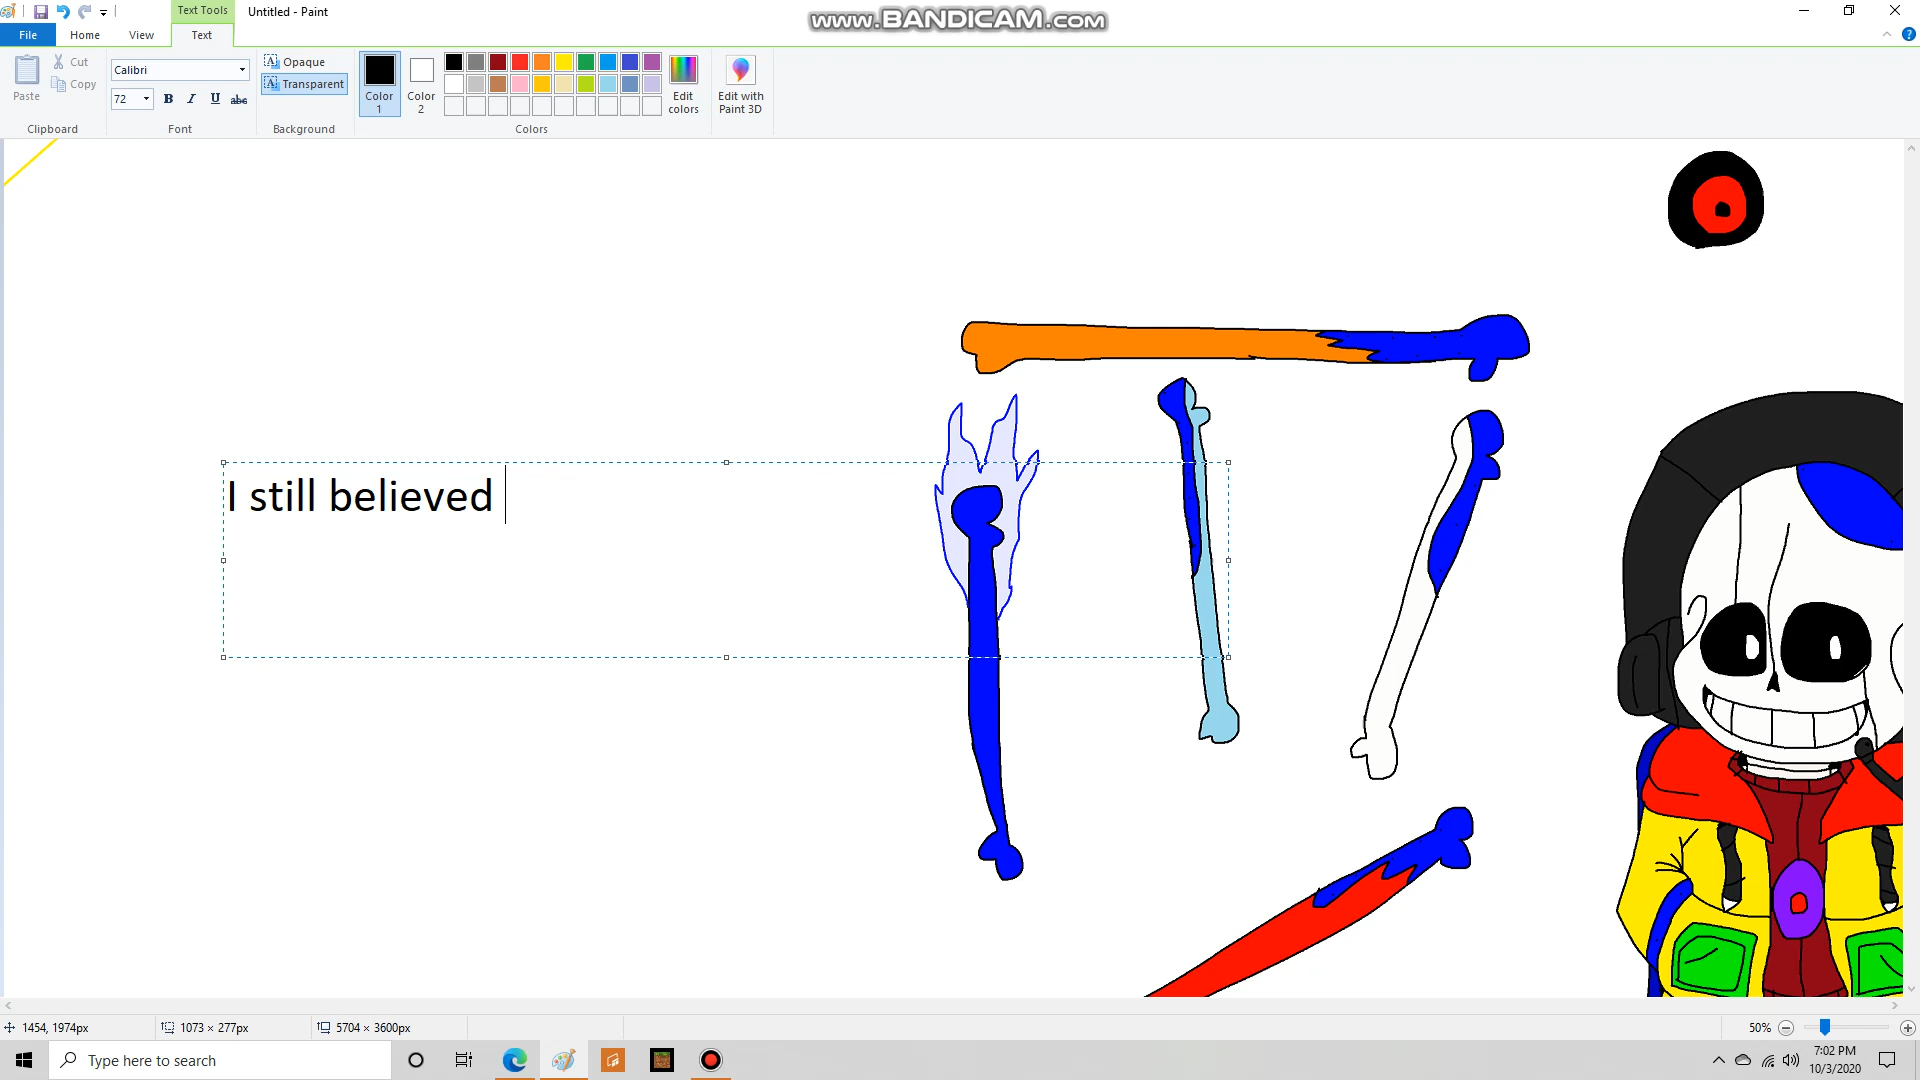 Text Tools
Untitled - Paint
www.BANDICAM.com
File
Home
View
Text
Paste
Cut
Copy
Clipboard
Calibri
72
B I U abc
Font
Opaque
Transparent
Background
Color 1
Color 2
Edit colors
Colors
Edit with Paint 3D
I still believed
1454, 1974px
1073 × 277px
5704 × 3600px
50%
Type here to search
7:02 PM
10/3/2020